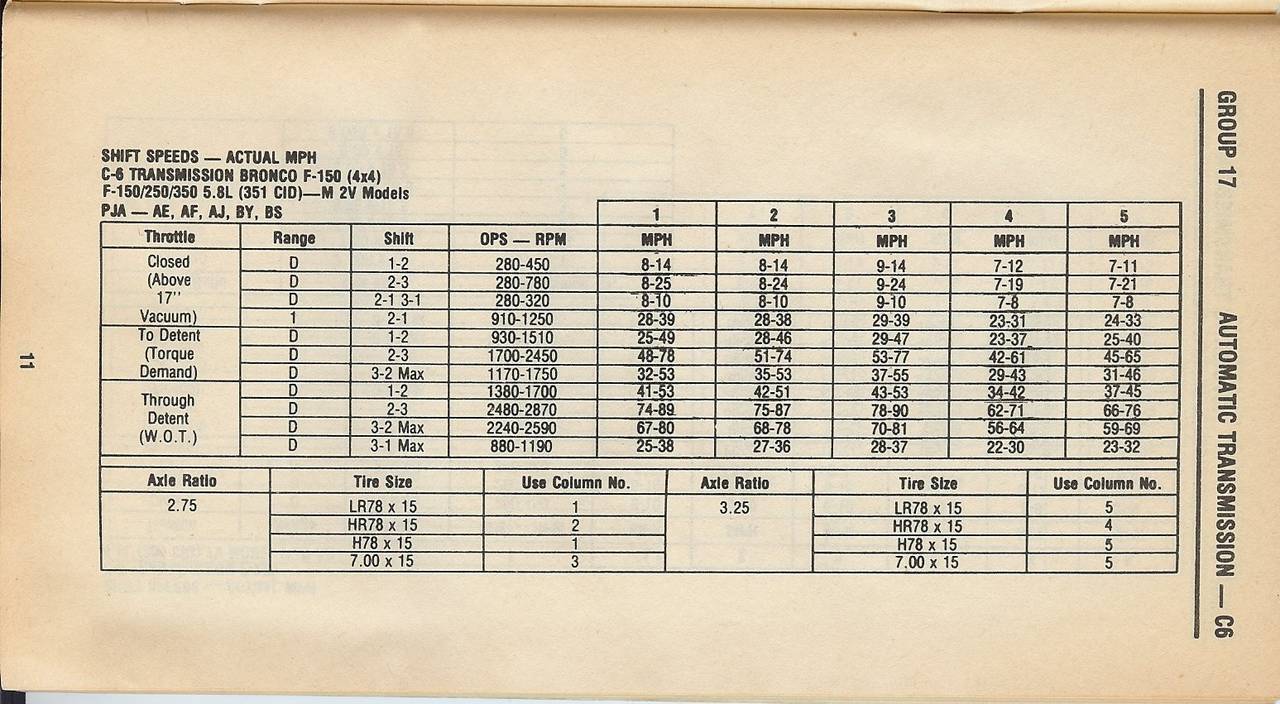 GROUP 17 AUTOMATIC TRANSMISSION — C6
SHIFT SPEEDS — ACTUAL MPH
C-6 TRANSMISSION BRONCO F-150 (4x4)
F-150/250/350 5.8L (351 CID)—M 2V Models
PJA — AE, AF, AJ, BY, BS
1 2 3 4 5
Throttle Range Shift OPS — RPM MPH MPH MPH MPH MPH
Closed D 1-2 280-450 8-14 8-14 9-14 7-12 7-11
(Above D 2-3 280-780 8-25 8-24 9-24 7-19 7-21
17'' D 2-1 3-1 280-320 8-10 8-10 9-10 7-8 7-8
Vacuum) 1 2-1 910-1250 28-39 28-38 29-39 23-31 24-33
To Detent D 1-2 930-1510 25-49 28-46 29-47 23-37 25-40
(Torque D 2-3 1700-2450 48-78 51-74 53-77 42-61 45-65
Demand) D 3-2 Max 1170-1750 32-53 35-53 37-55 29-43 31-46
Through D 1-2 1380-1700 41-53 42-51 43-53 34-42 37-45
Detent D 2-3 2480-2870 74-89 75-87 78-90 62-71 66-76
(W.O.T.) D 3-2 Max 2240-2590 67-80 68-78 70-81 56-64 59-69
D 3-1 Max 880-1190 25-38 27-36 28-37 22-30 23-32
Axle Ratio Tire Size Use Column No. Axle Ratio Tire Size Use Column No.
2.75 LR78 x 15 1 3.25 LR78 x 15 5
HR78 x 15 2 HR78 x 15 4
H78 x 15 1 H78 x 15 5
7.00 x 15 3 7.00 x 15 5
11